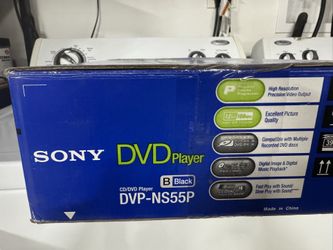 SONY
DVD Player
B Black
CD/DVD Player
DVP-NS55P
High Resolution
Precision Video Output
Excellent Picture
Quality
Compatible with Multiple
Recorded DVD discs
Digital Image & Digital
Music Playback*
Fast Play with Sound/
Slow Play with Sound*
Made in China